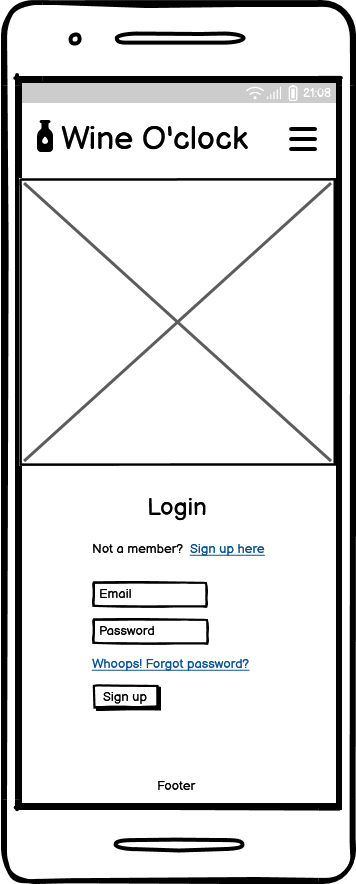 21:08
Wine O'clock
Login
Not a member? Sign up here
Email
Password
Whoops! Forgot password?
Sign up
Footer